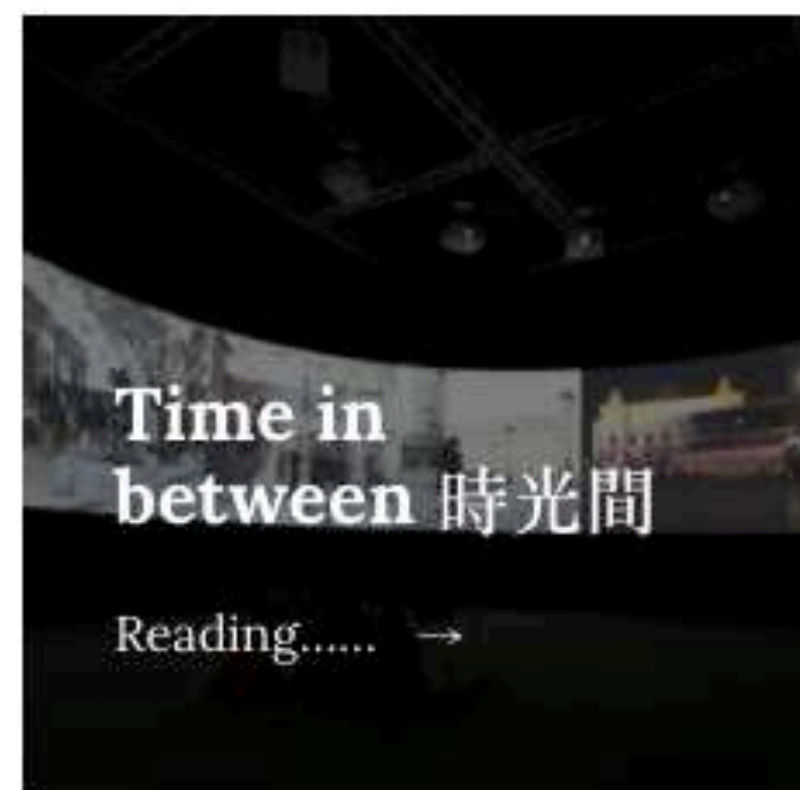 Time in
between 時光間
Reading...... →